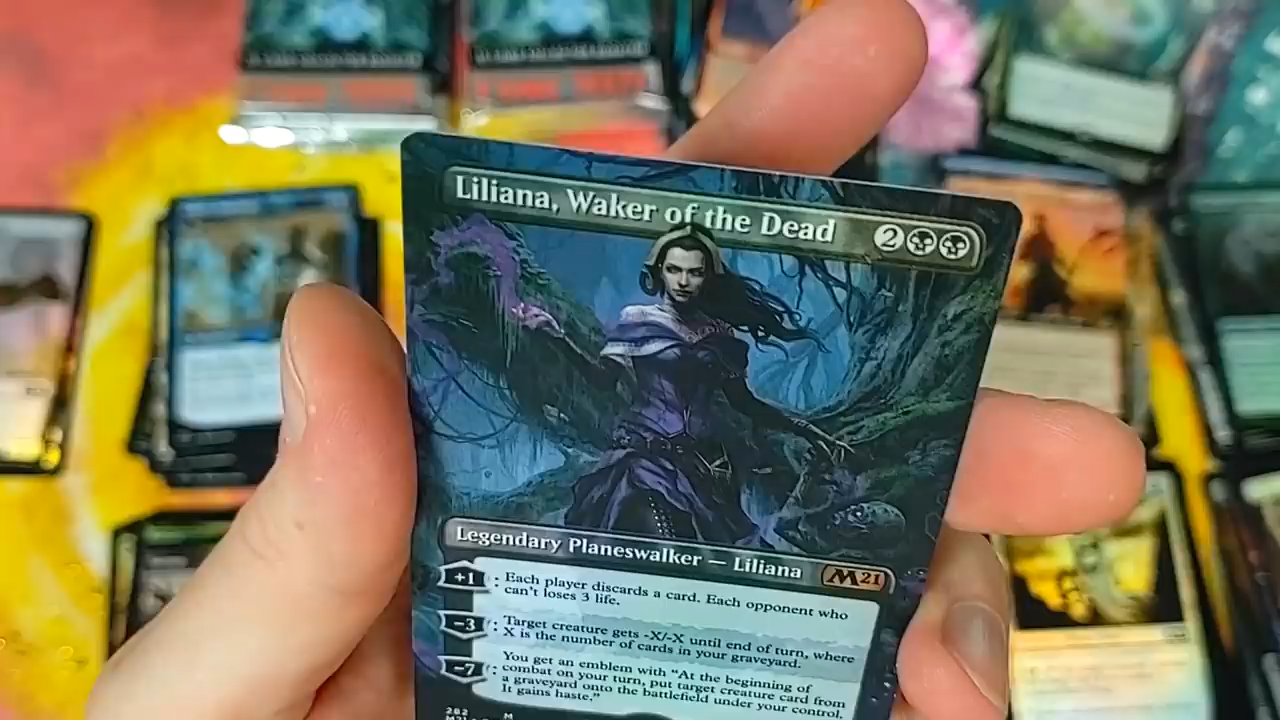 Liliana, Waker of the Dead 2
Legendary Planeswalker — Liliana M21
+1 : Each player discards a card. Each opponent who
can't loses 3 life.
−3 : Target creature gets -X/-X until end of turn, where
X is the number of cards in your graveyard.
−7 : You get an emblem with "At the beginning of
combat on your turn, put target creature card from
a graveyard onto the battlefield under your control.
It gains haste."
282 M